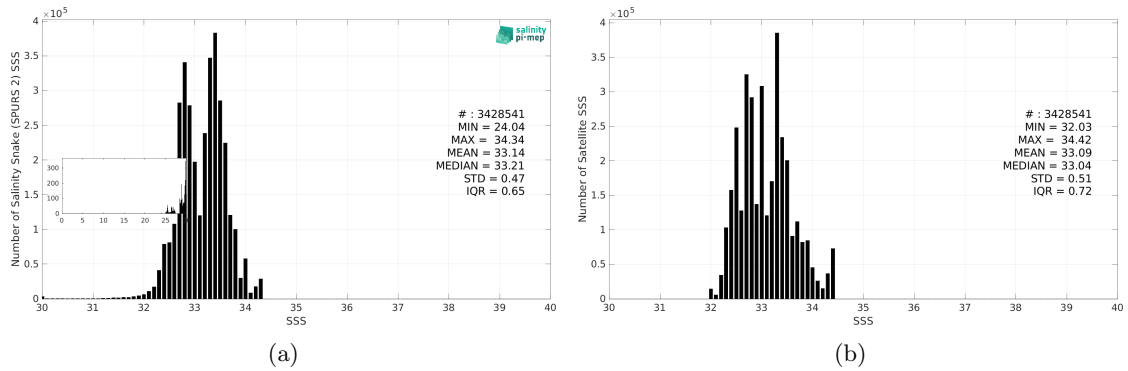 ×10^5
4
3.5
3
2.5
2
1.5
1
0.5
0
Number of Salinity Snake (SPURS 2) SSS
salinity
pi-mep
# : 3428541
MIN = 24.04
MAX = 34.34
MEAN = 33.14
MEDIAN = 33.21
STD = 0.47
IQR = 0.65
300
200
100
0
0 5 10 15 20 25
30 31 32 33 34 35 36 37 38 39 40
SSS
(a)
×10^5
4
3.5
3
2.5
2
1.5
1
0.5
0
Number of Satellite SSS
# : 3428541
MIN = 32.03
MAX = 34.42
MEAN = 33.09
MEDIAN = 33.04
STD = 0.51
IQR = 0.72
30 31 32 33 34 35 36 37 38 39 40
SSS
(b)